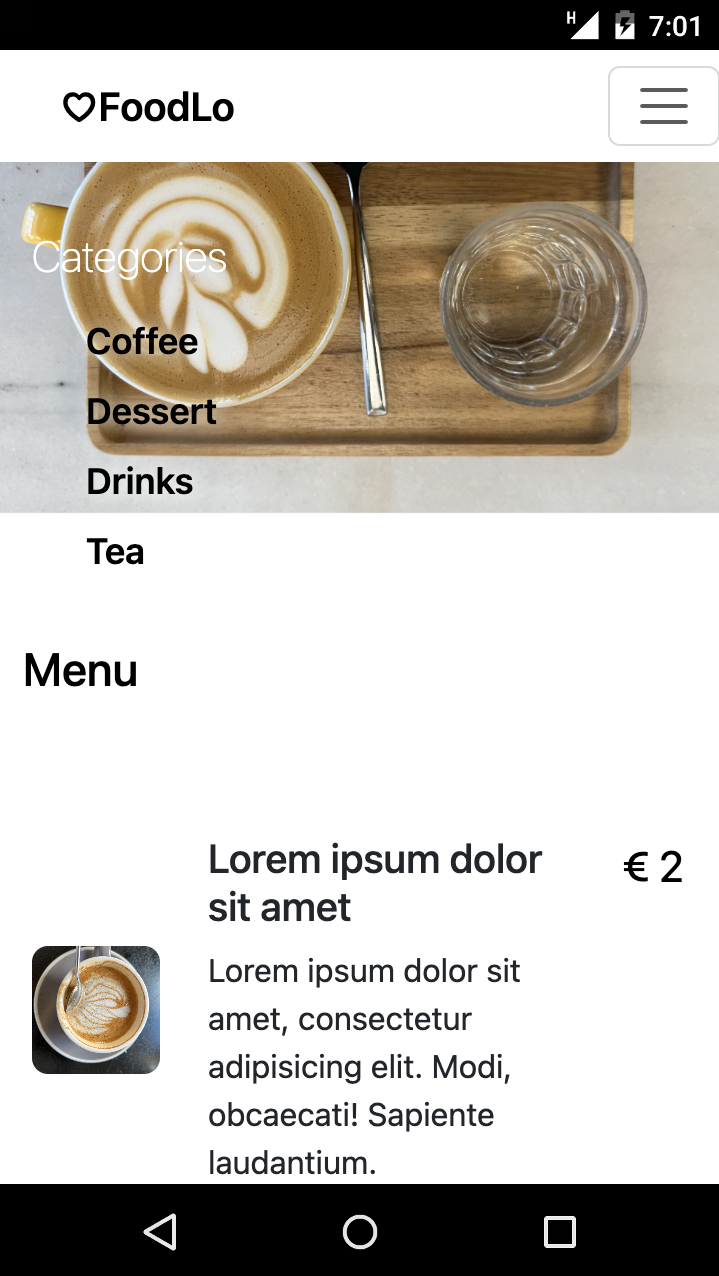 H 7:01
FoodLo
Categories
Coffee
Dessert
Drinks
Tea
Menu
Lorem ipsum dolor
sit amet
€ 2
Lorem ipsum dolor sit
amet, consectetur
adipisicing elit. Modi,
obcaecati! Sapiente
laudantium.